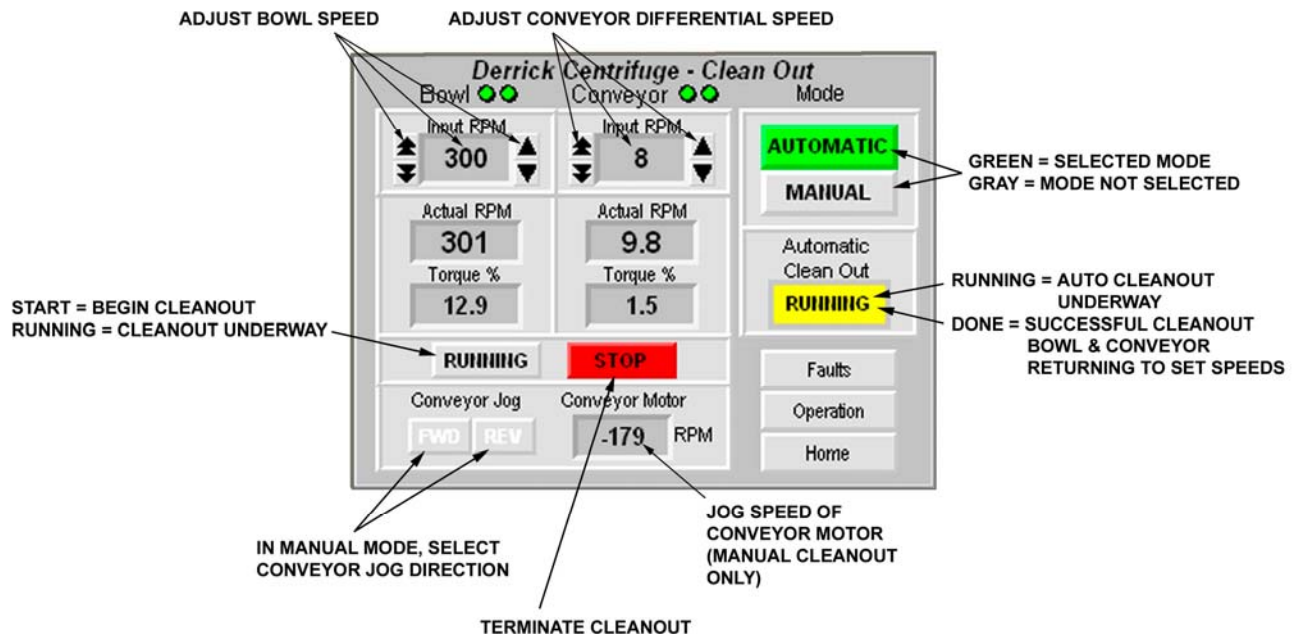 ADJUST BOWL SPEED
ADJUST CONVEYOR DIFFERENTIAL SPEED
Derrick Centrifuge - Clean Out
Bowl
Conveyor
Mode
Input RPM
300
Input RPM
8
AUTOMATIC
MANUAL
GREEN = SELECTED MODE
GRAY = MODE NOT SELECTED
Actual RPM
301
Torque %
12.9
Actual RPM
9.8
Torque %
1.5
Automatic
Clean Out
RUNNING
RUNNING = AUTO CLEANOUT
UNDERWAY
DONE = SUCCESSFUL CLEANOUT
BOWL & CONVEYOR
RETURNING TO SET SPEEDS
START = BEGIN CLEANOUT
RUNNING = CLEANOUT UNDERWAY
RUNNING
STOP
Conveyor Jog
FWD
REV
Conveyor Motor
-179
RPM
Faults
Operation
Home
IN MANUAL MODE, SELECT
CONVEYOR JOG DIRECTION
JOG SPEED OF
CONVEYOR MOTOR
(MANUAL CLEANOUT
ONLY)
TERMINATE CLEANOUT